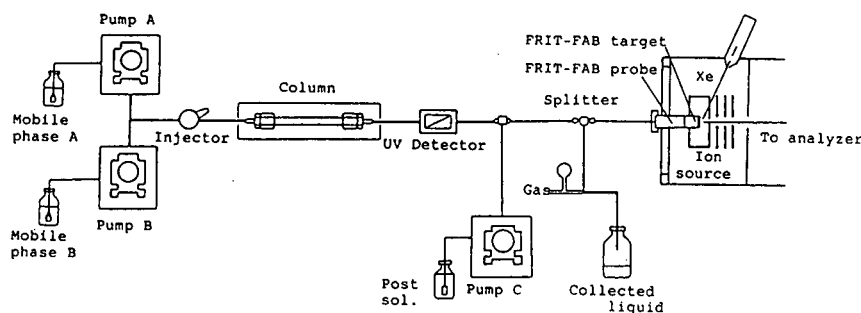 Pump A
Mobile
phase A
Pump B
Mobile
phase B
Injector
Column
UV Detector
Post
sol.
Pump C
Splitter
Gas
Collected
liquid
FRIT-FAB target
FRIT-FAB probe
Xe
Ion
source
To analyzer